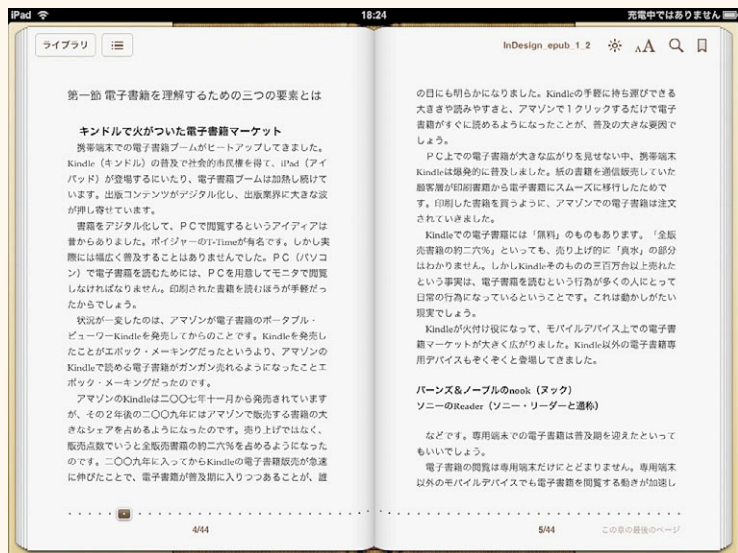 iPad 18:24 充電中ではありません
ライブラリ
InDesign_epub_1_2
AA
第一節 電子書籍を理解するための三つの要素とは
キンドルで火がついた電子書籍マーケット
携帯端末での電子書籍ブームがヒートアップしてきました。
Kindle（キンドル）の普及で社会的市民権を得て、iPad（アイ
パッド）が登場するにいたり、電子書籍ブームは加熱し続けて
います。出版コンテンツがデジタル化し、出版業界に大きな波
が押し寄せています。
書籍をデジタル化して、ＰＣで閲覧するというアイディアは
昔からありました。ボイジャーのT-Timeが有名です。しかし実
際には幅広く普及することはありませんでした。ＰＣ（パソコ
ン）で電子書籍を読むためには、ＰＣを用意してモニタで閲覧
しなければなりません。印刷された書籍を読むほうが手軽だっ
たからでしょう。
状況が一変したのは、アマゾンが電子書籍のポータブル・
ビューワーKindleを発売してからのことです。Kindleを発売し
たことがエポック・メーキングだったというより、アマゾンの
Kindleで読める電子書籍がガンガン売れるようになったことエ
ポック・メーキングだったのです。
アマゾンのKindleは二〇〇七年十一月から発売されています
が、その２年後の二〇〇九年にはアマゾンで販売する書籍の大
きなシェアを占めるようになったのです。売り上げではなく、
販売点数でいうと全販売書籍の約二六％を占めるようになった
のです。二〇〇九年に入ってからKindleの電子書籍販売が急速
に伸びたことで、電子書籍が普及期に入りつつあることが、誰
4/44
の目にも明らかになりました。Kindleの手軽に持ち運びできる
大きさや読みやすさと、アマゾンで１クリックするだけで電子
書籍がすぐに読めるようになったことが、普及の大きな要因で
しょう。
ＰＣ上での電子書籍が大きな広がりを見せない中、携帯端末
Kindleは爆発的に普及しました。紙の書籍を通信販売していた
顧客層が印刷書籍から電子書籍にスムーズに移行したためで
す。印刷した書籍を買うように、アマゾンでの電子書籍は注文
されていきました。
Kindleでの電子書籍には「無料」のものもあります。「全販
売書籍の約二六％」といっても、売り上げ的に「真水」の部分
はわかりません。しかしKindleそのものの三百万台以上売れた
という事実は、電子書籍を読むという行為が多くの人にとって
日常の行為になっているということです。これは動かしがたい
現実でしょう。
Kindleが火付け役になって、モバイルデバイス上での電子書
籍マーケットが大きく広がりました。Kindle以外の電子書籍専
用デバイスもぞくぞくと登場してきました。
バーンズ＆ノーブルのnook（ヌック）
ソニーのReader（ソニー・リーダーと通称）
などです。専用端末での電子書籍は普及期を迎えたといって
もいいでしょう。
電子書籍の閲覧は専用端末だけにとどまりません。専用端末
以外のモバイルデバイスでも電子書籍を閲覧する動きが加速し
5/44 この章の最後のページ